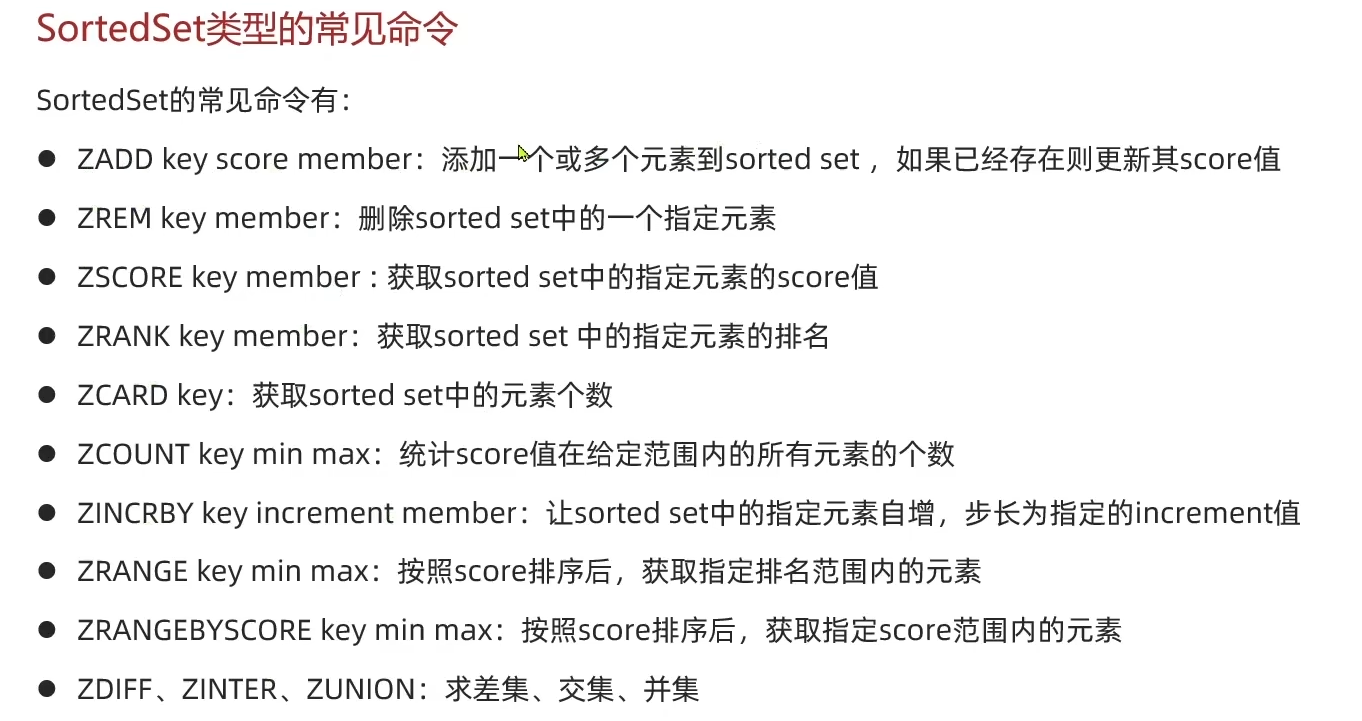 SortedSet类型的常见命令
SortedSet的常见命令有：
● ZADD key score member：添加一个或多个元素到sorted set ，如果已经存在则更新其score值
● ZREM key member：删除sorted set中的一个指定元素
● ZSCORE key member : 获取sorted set中的指定元素的score值
● ZRANK key member：获取sorted set 中的指定元素的排名
● ZCARD key：获取sorted set中的元素个数
● ZCOUNT key min max：统计score值在给定范围内的所有元素的个数
● ZINCRBY key increment member：让sorted set中的指定元素自增，步长为指定的increment值
● ZRANGE key min max：按照score排序后，获取指定排名范围内的元素
● ZRANGEBYSCORE key min max：按照score排序后，获取指定score范围内的元素
● ZDIFF、ZINTER、ZUNION：求差集、交集、并集